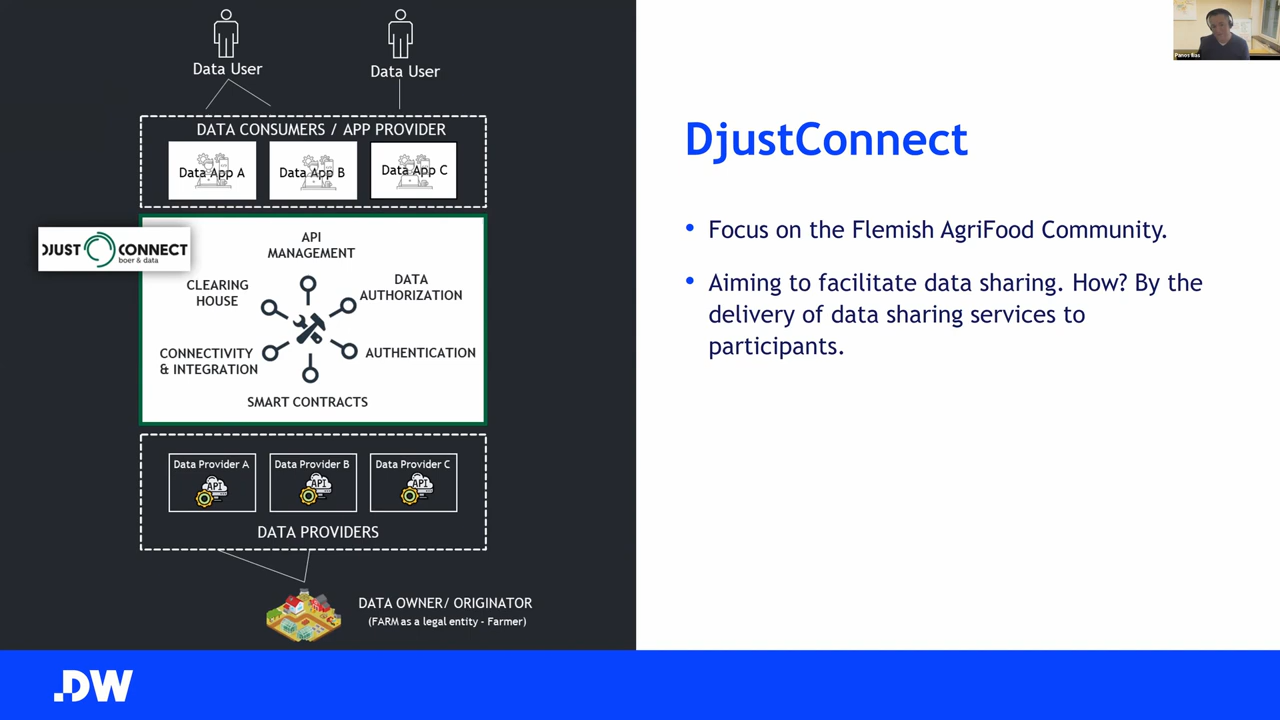 Data User
Data User
DATA CONSUMERS / APP PROVIDER
Data App A
Data App B
Data App C
DJUST CONNECT
boer & data
API
MANAGEMENT
CLEARING
HOUSE
DATA
AUTHORIZATION
CONNECTIVITY
& INTEGRATION
AUTHENTICATION
SMART CONTRACTS
Data Provider A
Data Provider B
Data Provider C
API
API
API
DATA PROVIDERS
DATA OWNER/ ORIGINATOR
(FARM as a legal entity - Farmer)
DjustConnect
• Focus on the Flemish AgriFood Community.
• Aiming to facilitate data sharing. How? By the
delivery of data sharing services to
participants.
Panos Ilias
.DW